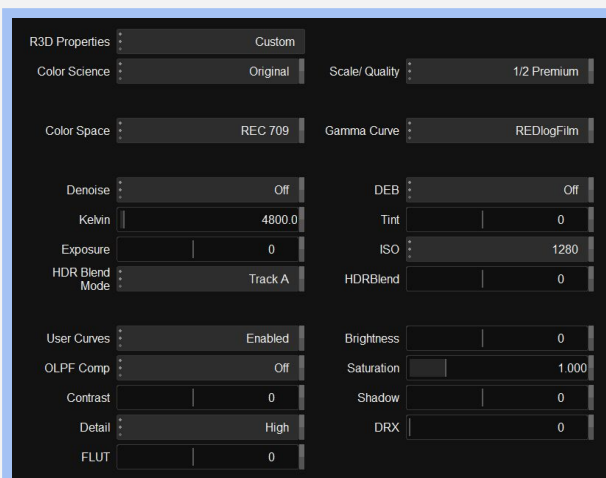 R3D Properties Custom
Color Science Original Scale/ Quality 1/2 Premium
Color Space REC 709 Gamma Curve REDlogFilm
Denoise Off DEB Off
Kelvin 4800.0 Tint 0
Exposure 0 ISO 1280
HDR Blend
Mode Track A HDRBlend 0
User Curves Enabled Brightness 0
OLPF Comp Off Saturation 1.000
Contrast 0 Shadow 0
Detail High DRX 0
FLUT 0